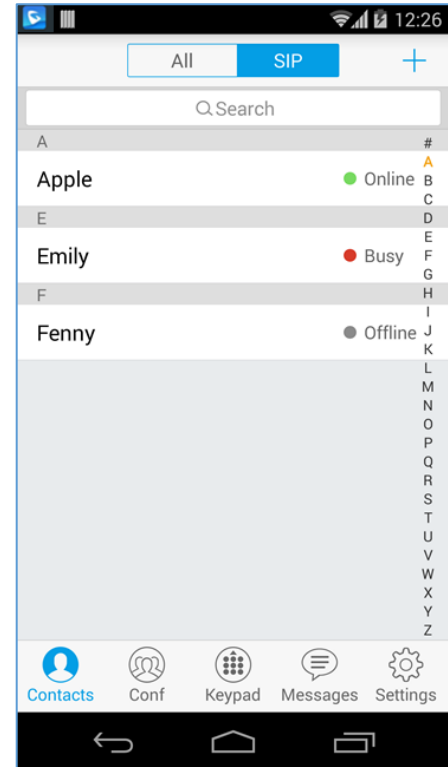 12:26
All SIP +
Search
A
Apple Online
E
Emily Busy
F
Fenny Offline
#
A
B
C
D
E
F
G
H
I
J
K
L
M
N
O
P
Q
R
S
T
U
V
W
X
Y
Z
Contacts Conf Keypad Messages Settings